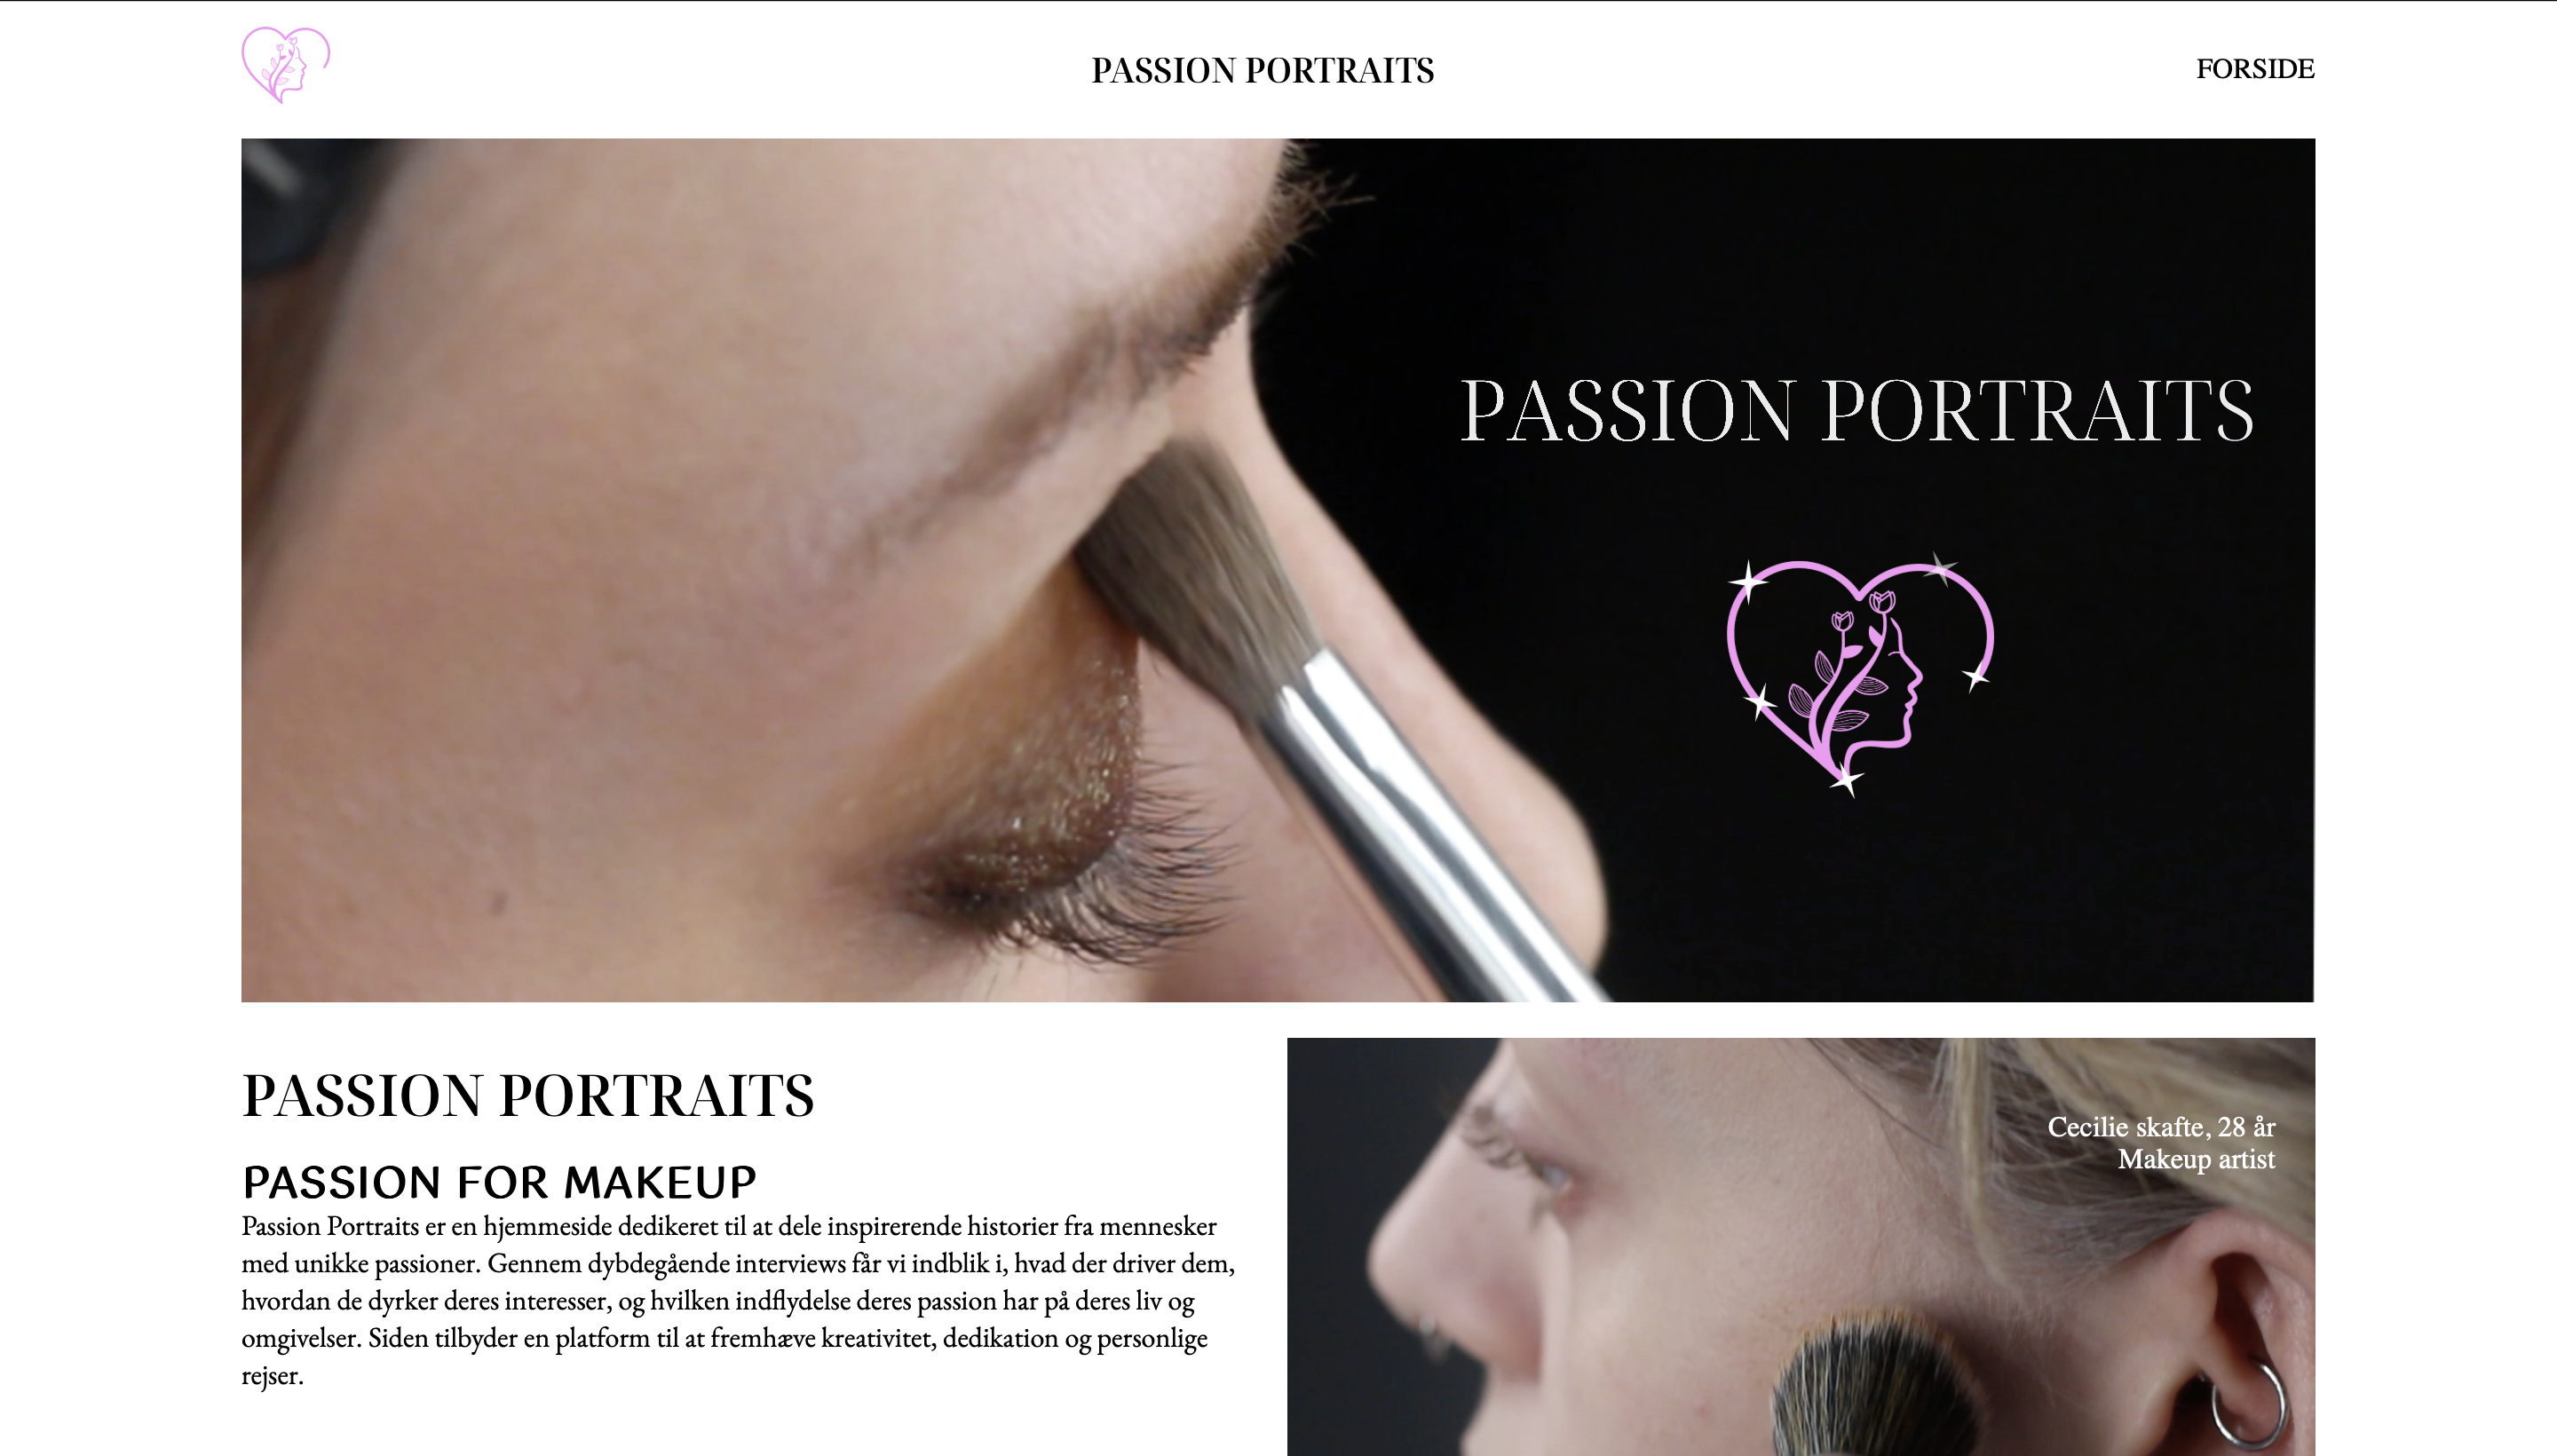 PASSION PORTRAITS
FORSIDE
PASSION PORTRAITS
PASSION PORTRAITS
PASSION FOR MAKEUP
Passion Portraits er en hjemmeside dedikeret til at dele inspirerende historier fra mennesker
med unikke passioner. Gennem dybdegående interviews får vi indblik i, hvad der driver dem,
hvordan de dyrker deres interesser, og hvilken indflydelse deres passion har på deres liv og
omgivelser. Siden tilbyder en platform til at fremhæve kreativitet, dedikation og personlige
rejser.
Cecilie skafte, 28 år
Makeup artist